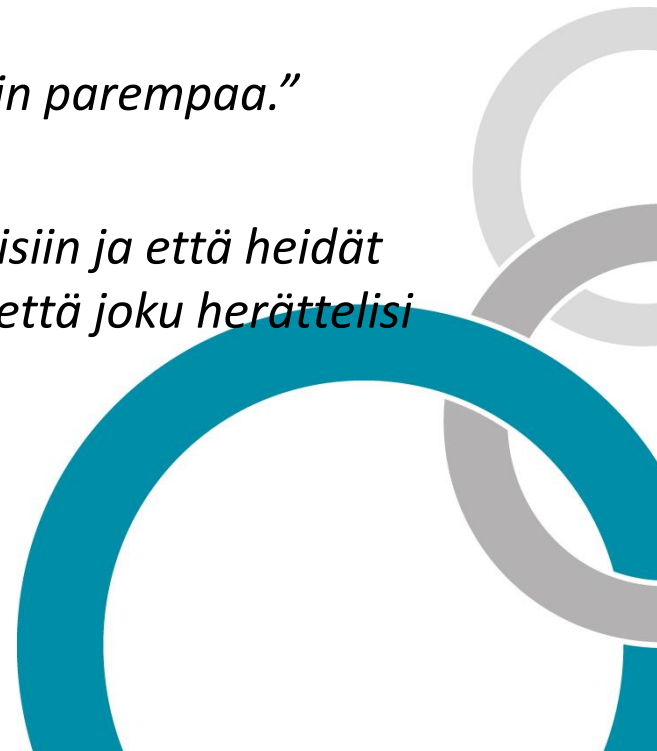 in parempaa.”
isiin ja että heidät
että joku herättelisi